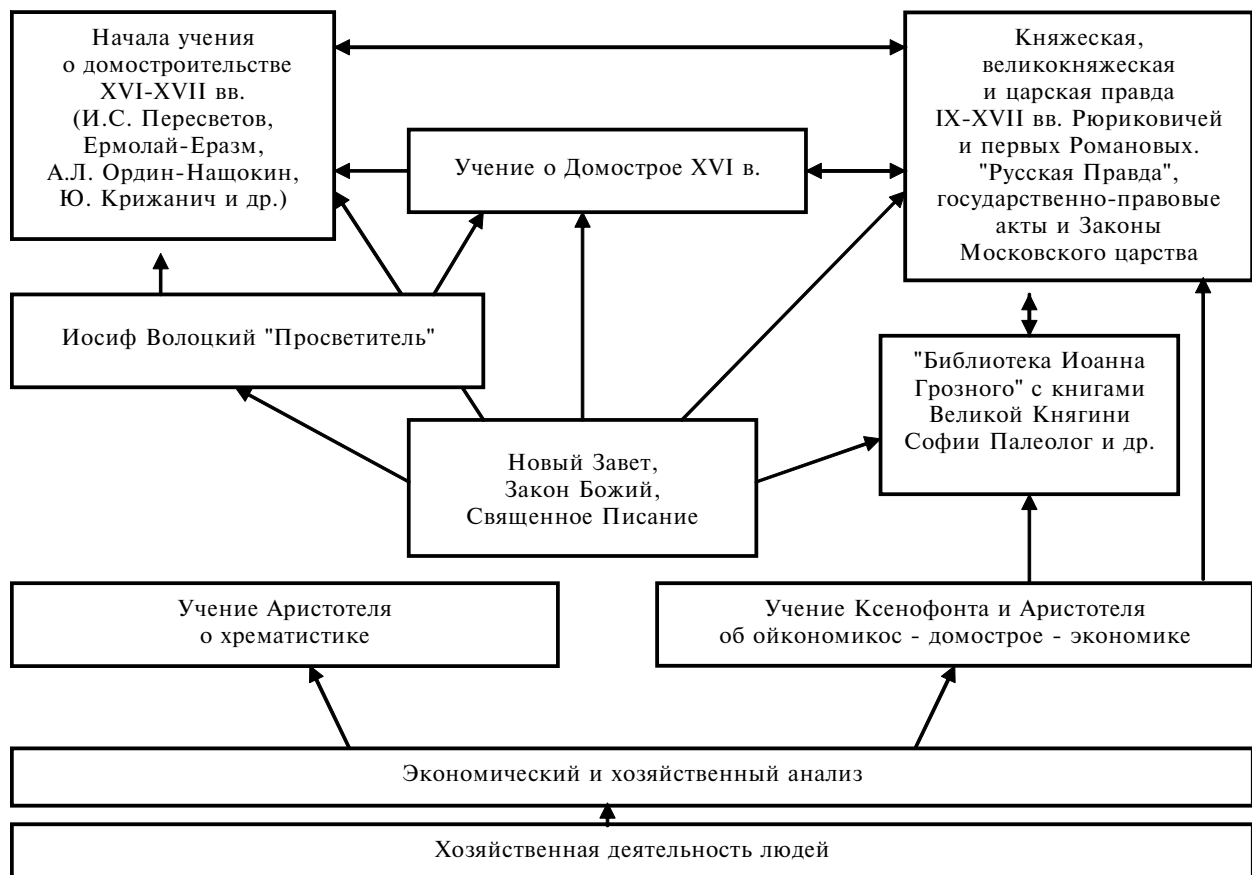 Начала учения
о домостроительстве
XVI-XVII вв.
(И.С. Пересветов,
Ермолай-Еразм,
А.Л. Ордин-Нащокин,
Ю. Крижанич и др.)
Княжеская,
великокняжеская
и царская правда
IX-XVII вв. Рюриковичей
и первых Романовых.
"Русская Правда",
государственно-правовые
акты и Законы
Московского царства
Учение о Домострое XVI в.
Иосиф Волоцкий "Просветитель"
"Библиотека Иоанна
Грозного" с книгами
Великой Княгини
Софии Палеолог и др.
Новый Завет,
Закон Божий,
Священное Писание
Учение Аристотеля
о хрематистике
Учение Ксенофонта и Аристотеля
об ойкономикос - домострое - экономике
Экономический и хозяйственный анализ
Хозяйственная деятельность людей